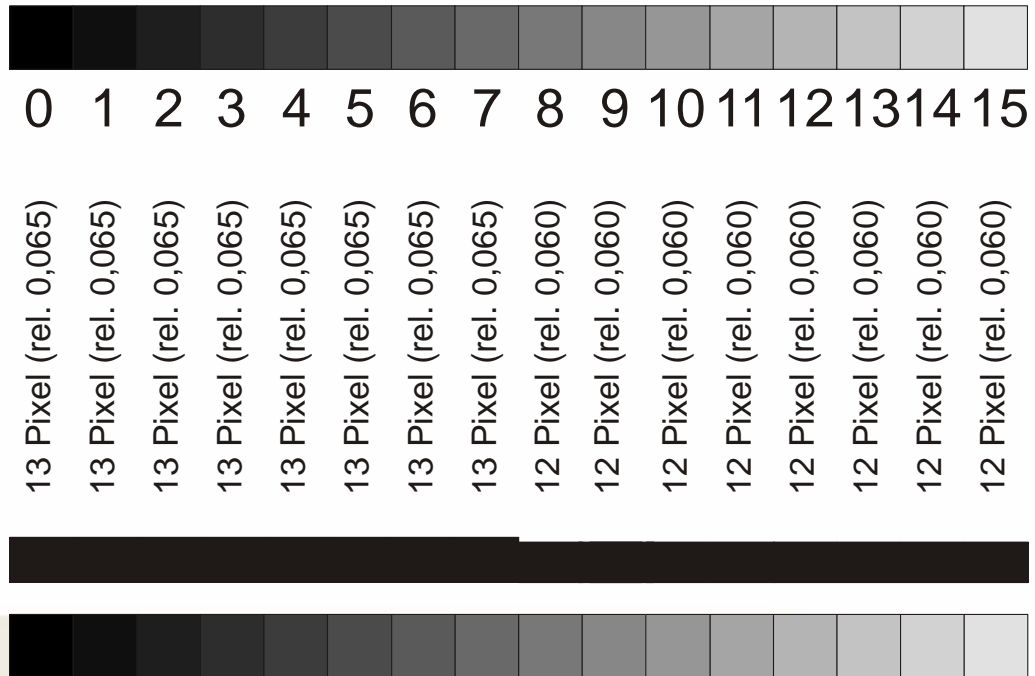 0 1 2 3 4 5 6 7 8 9 10 11 12 13 14 15
13 Pixel (rel. 0,065)
13 Pixel (rel. 0,065)
13 Pixel (rel. 0,065)
13 Pixel (rel. 0,065)
13 Pixel (rel. 0,065)
13 Pixel (rel. 0,065)
13 Pixel (rel. 0,065)
13 Pixel (rel. 0,065)
12 Pixel (rel. 0,060)
12 Pixel (rel. 0,060)
12 Pixel (rel. 0,060)
12 Pixel (rel. 0,060)
12 Pixel (rel. 0,060)
12 Pixel (rel. 0,060)
12 Pixel (rel. 0,060)
12 Pixel (rel. 0,060)